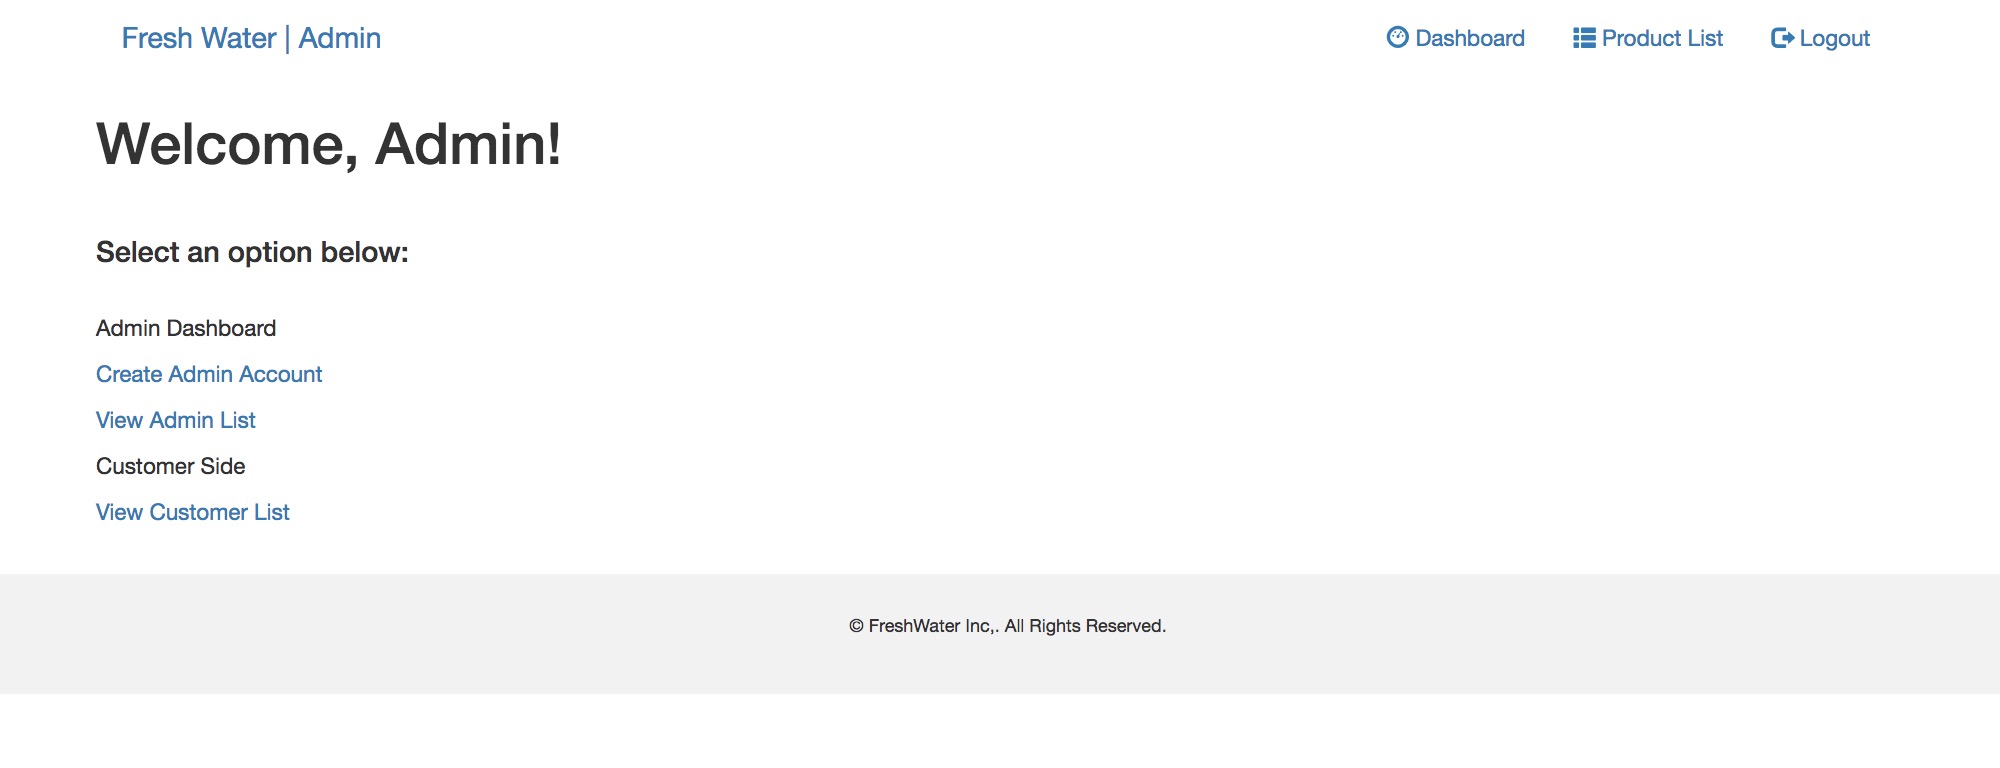 Fresh Water | Admin Dashboard Product List Logout
Welcome, Admin!
Select an option below:
Admin Dashboard
Create Admin Account
View Admin List
Customer Side
View Customer List
© FreshWater Inc,. All Rights Reserved.